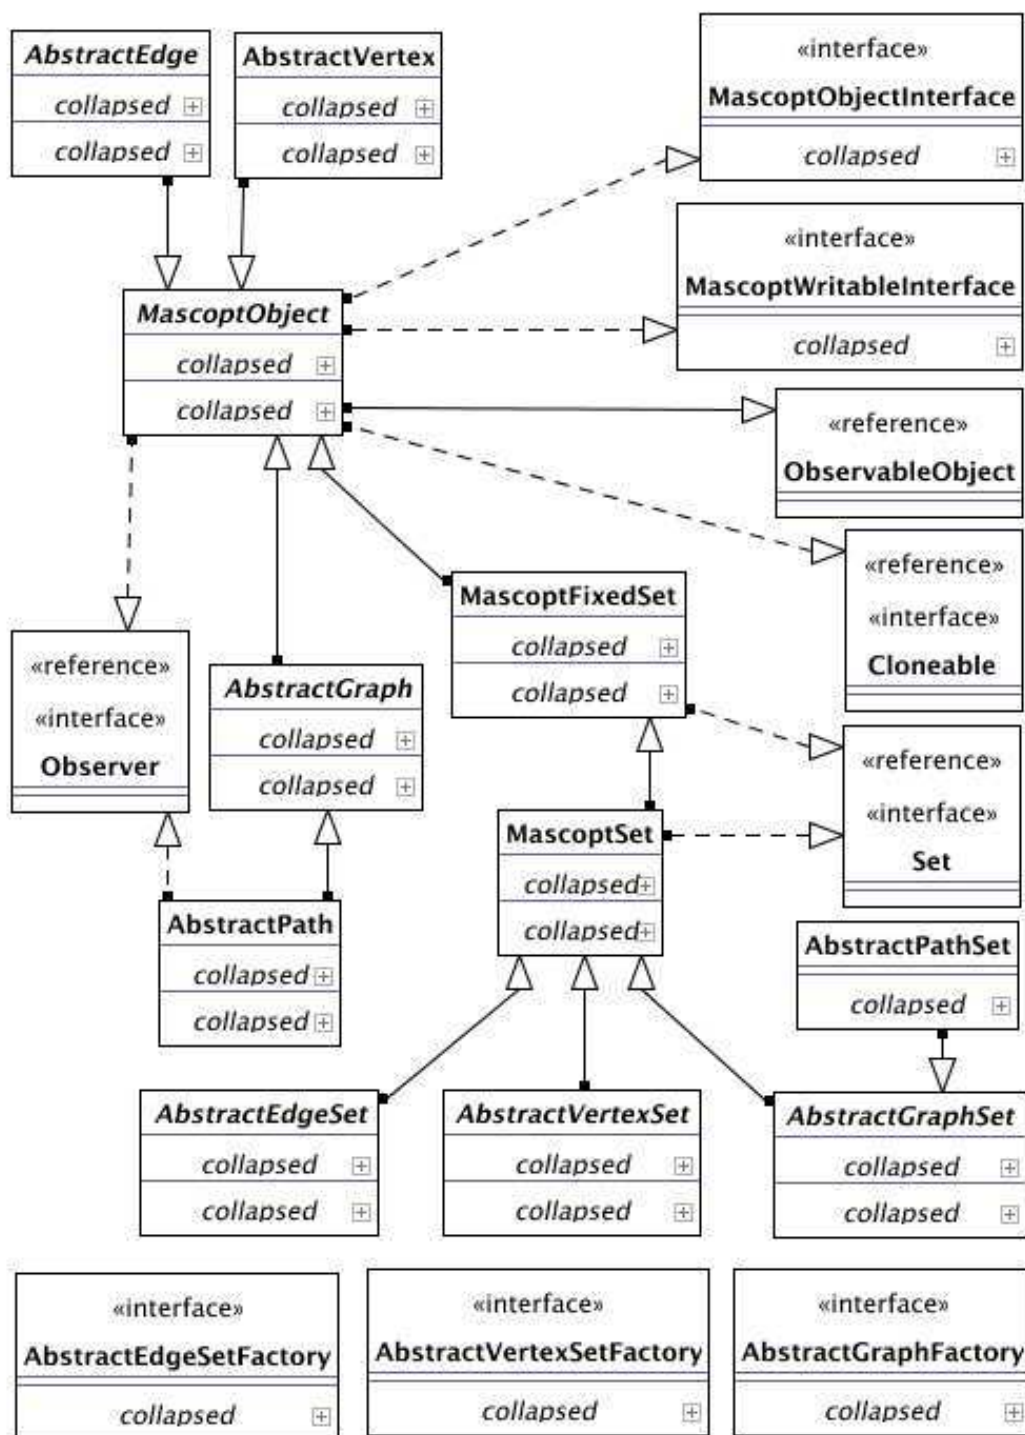 AbstractEdge
collapsed
collapsed
AbstractVertex
collapsed
collapsed
«interface»
MascoptObjectInterface
collapsed
«interface»
MascoptWritableInterface
collapsed
MascoptObject
collapsed
collapsed
«reference»
ObservableObject
«reference»
«interface»
Cloneable
MascoptFixedSet
collapsed
collapsed
«reference»
«interface»
Observer
AbstractGraph
collapsed
collapsed
«reference»
«interface»
Set
MascoptSet
collapsed
collapsed
AbstractPath
collapsed
collapsed
AbstractPathSet
collapsed
AbstractEdgeSet
collapsed
collapsed
AbstractVertexSet
collapsed
collapsed
AbstractGraphSet
collapsed
collapsed
«interface»
AbstractEdgeSetFactory
collapsed
«interface»
AbstractVertexSetFactory
collapsed
«interface»
AbstractGraphFactory
collapsed